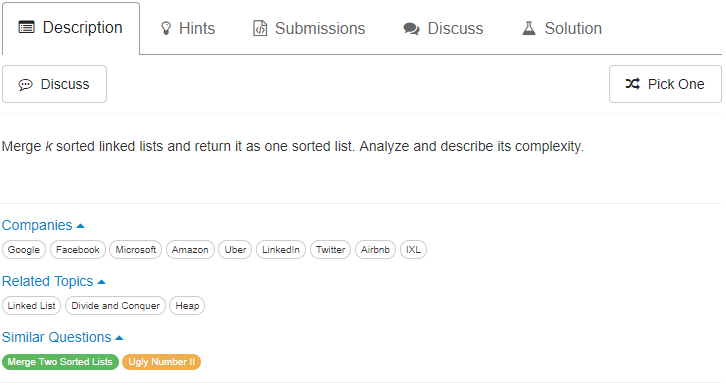 Description Hints Submissions Discuss Solution
Discuss Pick One
Merge k sorted linked lists and return it as one sorted list. Analyze and describe its complexity.
Companies
Google Facebook Microsoft Amazon Uber LinkedIn Twitter Airbnb IXL
Related Topics
Linked List Divide and Conquer Heap
Similar Questions
Merge Two Sorted Lists Ugly Number II